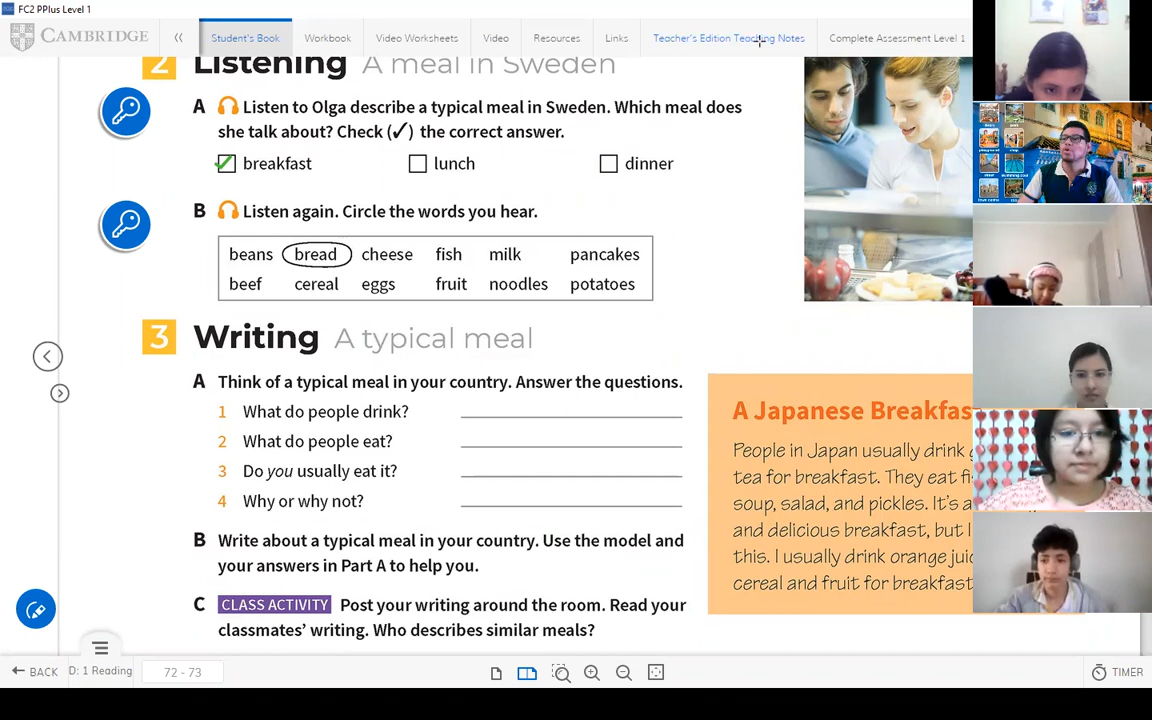 FC2 PPlus Level 1
CAMBRIDGE
Student's Book
Workbook
Video Worksheets
Video
Resources
Links
Teacher's Edition Teaching Notes
Complete Assessment Level 1
2 Listening A meal in Sweden
A Listen to Olga describe a typical meal in Sweden. Which meal does
she talk about? Check (✓) the correct answer.
breakfast lunch dinner
B Listen again. Circle the words you hear.
beans bread cheese fish milk pancakes
beef cereal eggs fruit noodles potatoes
3 Writing A typical meal
A Think of a typical meal in your country. Answer the questions.
1 What do people drink?
2 What do people eat?
3 Do you usually eat it?
4 Why or why not?
B Write about a typical meal in your country. Use the model and
your answers in Part A to help you.
C CLASS ACTIVITY Post your writing around the room. Read your
classmates' writing. Who describes similar meals?
A Japanese Breakfas
People in Japan usually drink
tea for breakfast. They eat fi
soup, salad, and pickles. It's a
and delicious breakfast, but I
this. I usually drink orange juic
cereal and fruit for breakfast
BACK
D: 1 Reading
72 - 73
TIMER